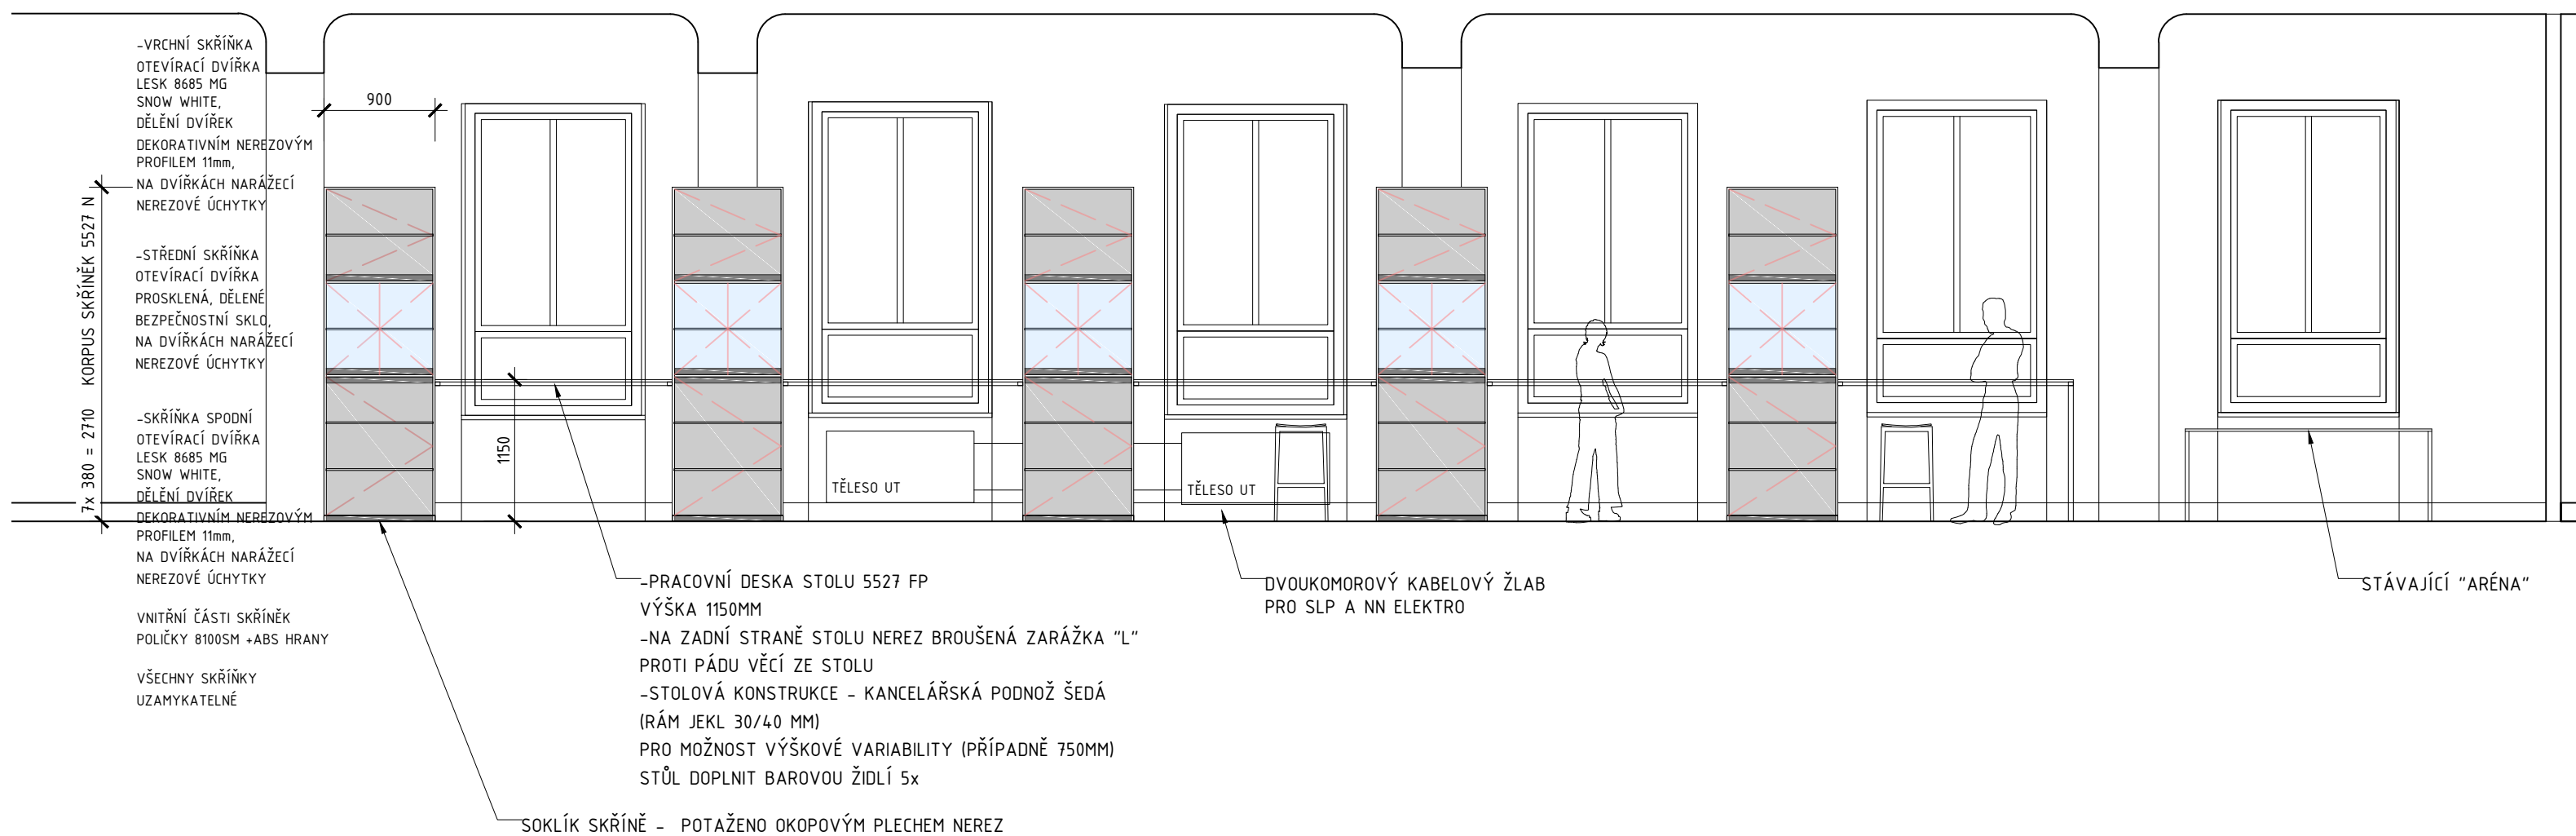 -VRCHNÍ SKŘÍŇKA
OTEVÍRACÍ DVÍŘKA
LESK 8685 MG
SNOW WHITE,
DĚLĚNÍ DVÍŘEK
DEKORATIVNÍM NEREZOVÝM
PROFILEM 11mm,
NA DVÍŘKÁCH NARÁŽECÍ
NEREZOVÉ ÚCHYTKY
-STŘEDNÍ SKŘÍŇKA
OTEVÍRACÍ DVÍŘKA
PROSKLENÁ, DĚLENÉ
BEZPEČNOSTNÍ SKLO,
NA DVÍŘKÁCH NARÁŽECÍ
NEREZOVÉ ÚCHYTKY
-SKŘÍŇKA SPODNÍ
OTEVÍRACÍ DVÍŘKA
LESK 8685 MG
SNOW WHITE,
DĚLĚNÍ DVÍŘEK
DEKORATIVNÍM NEREZOVÝM
PROFILEM 11mm,
NA DVÍŘKÁCH NARÁŽECÍ
NEREZOVÉ ÚCHYTKY
VNITŘNÍ ČÁSTI SKŘÍNĚK
POLIČKY 8100SM +ABS HRANY
VŠECHNY SKŘÍŇKY
UZAMYKATELNÉ
7x 380 = 2710 KORPUS SKŘÍNĚK 5527 N
900
1150
TĚLESO UT
TĚLESO UT
-PRACOVNÍ DESKA STOLU 5527 FP
VÝŠKA 1150MM
-NA ZADNÍ STRANĚ STOLU NEREZ BROUŠENÁ ZARÁŽKA "L"
PROTI PÁDU VĚCÍ ZE STOLU
-STOLOVÁ KONSTRUKCE - KANCELÁŘSKÁ PODNOŽ ŠEDÁ
(RÁM JEKL 30/40 MM)
PRO MOŽNOST VÝŠKOVÉ VARIABILITY (PŘÍPADNĚ 750MM)
STŮL DOPLNIT BAROVOU ŽIDLÍ 5x
DVOUKOMOROVÝ KABELOVÝ ŽLAB
PRO SLP A NN ELEKTRO
STÁVAJÍCÍ "ARÉNA"
SOKLÍK SKŘÍNĚ - POTAŽENO OKOPOVÝM PLECHEM NEREZ